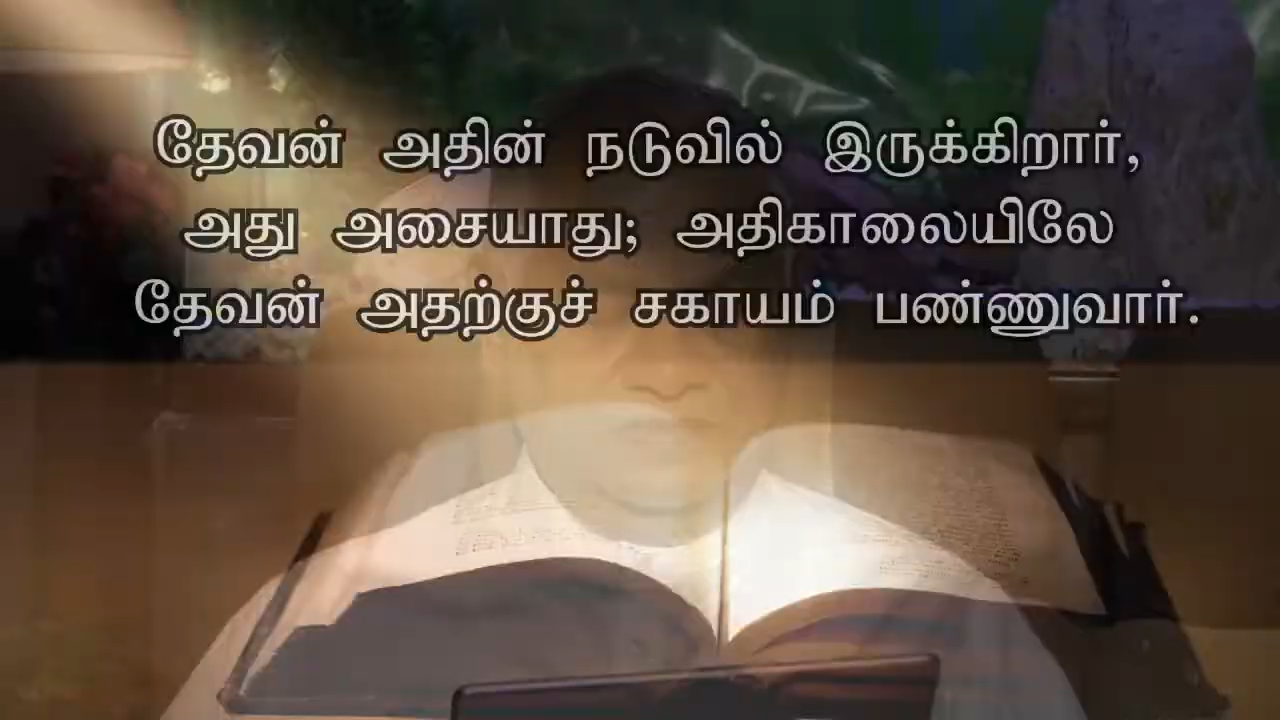 தேவன் அதின் நடுவில் இருக்கிறார்,
அது அசையாது; அதிகாலையிலே
தேவன் அதற்குச் சகாயம் பண்ணுவார்.